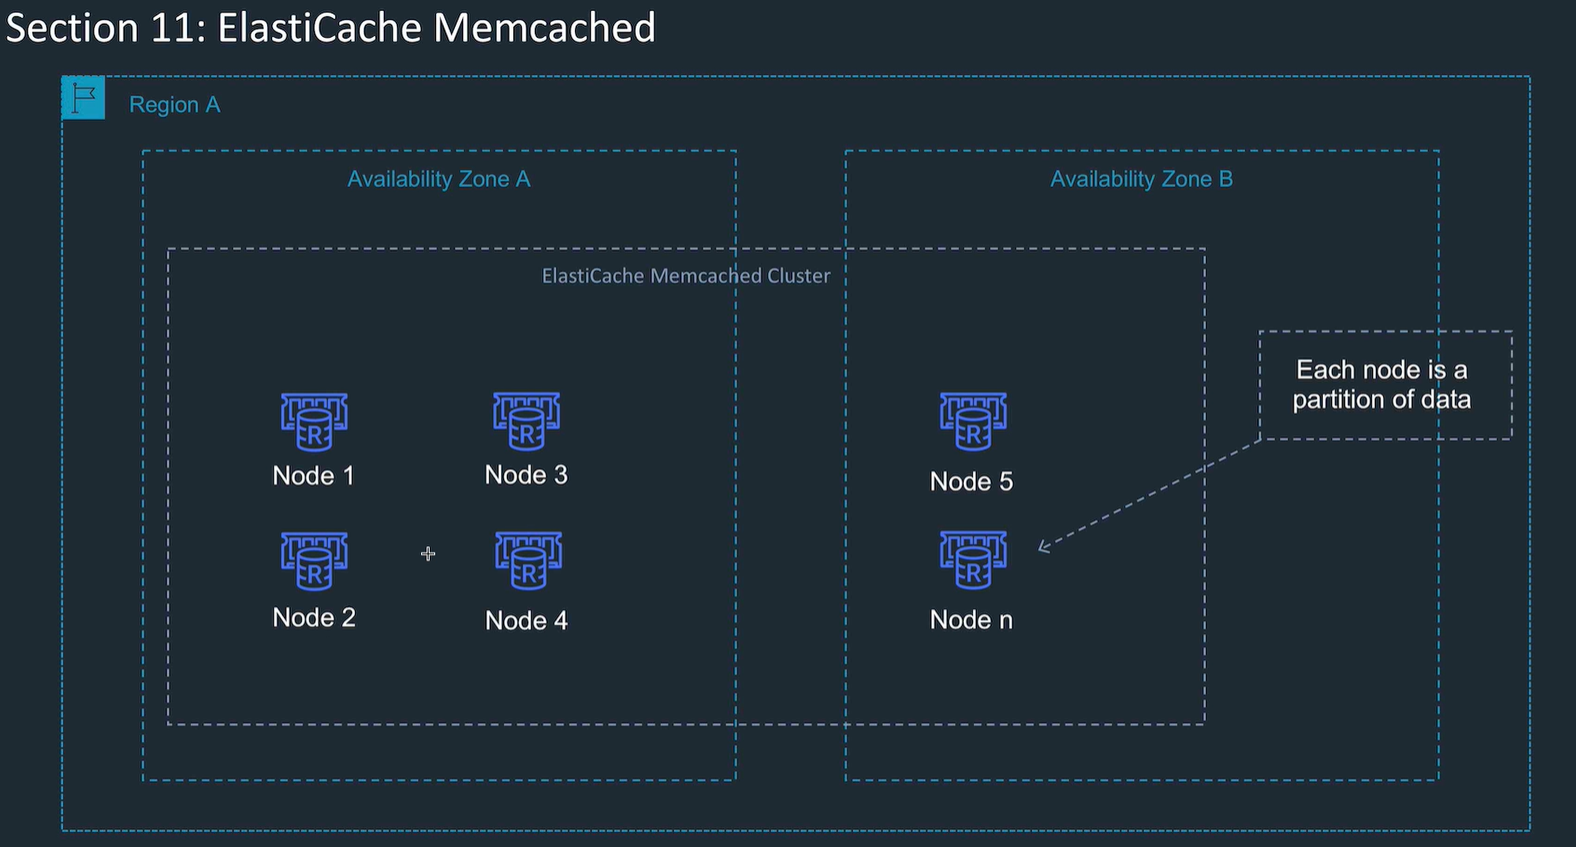 Section 11: ElastiCache Memcached
Region A
Availability Zone A
Availability Zone B
ElastiCache Memcached Cluster
Each node is a
partition of data
R
Node 1
R
Node 3
R
Node 5
R
Node 2
R
Node 4
R
Node n